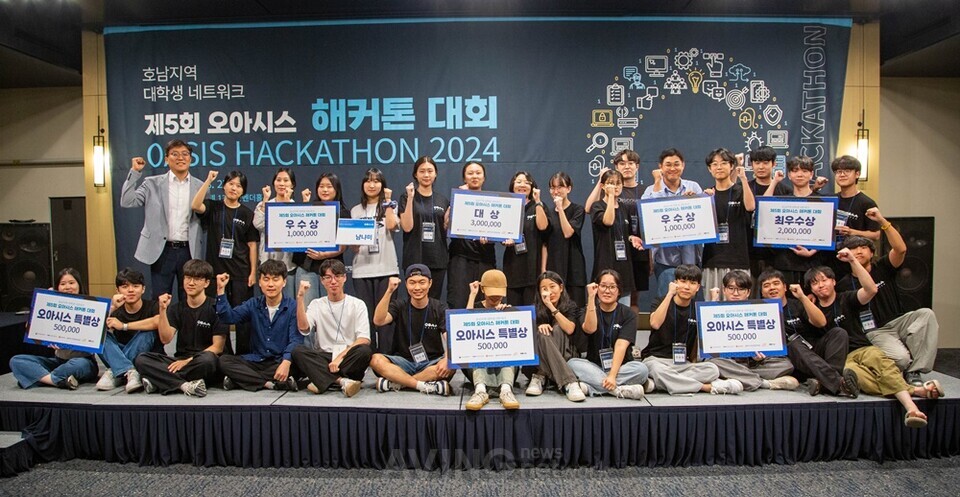 호남지역
대학생 네트워크
제5회 오아시스 해커톤 대회
OASIS HACKATHON 2024
HACKATHON
제5회 오아시스 해커톤 대회
우수상
1,000,000
남나미
제5회 오아시스 해커톤 대회
대상
3,000,000
제5회 오아시스 해커톤 대회
우수상
1,000,000
제5회 오아시스 해커톤 대회
최우수상
2,000,000
제5회 오아시스 해커톤 대회
오아시스 특별상
500,000
제5회 오아시스 해커톤 대회
오아시스 특별상
500,000
제5회 오아시스 해커톤 대회
오아시스 특별상
500,000
AVING news
network